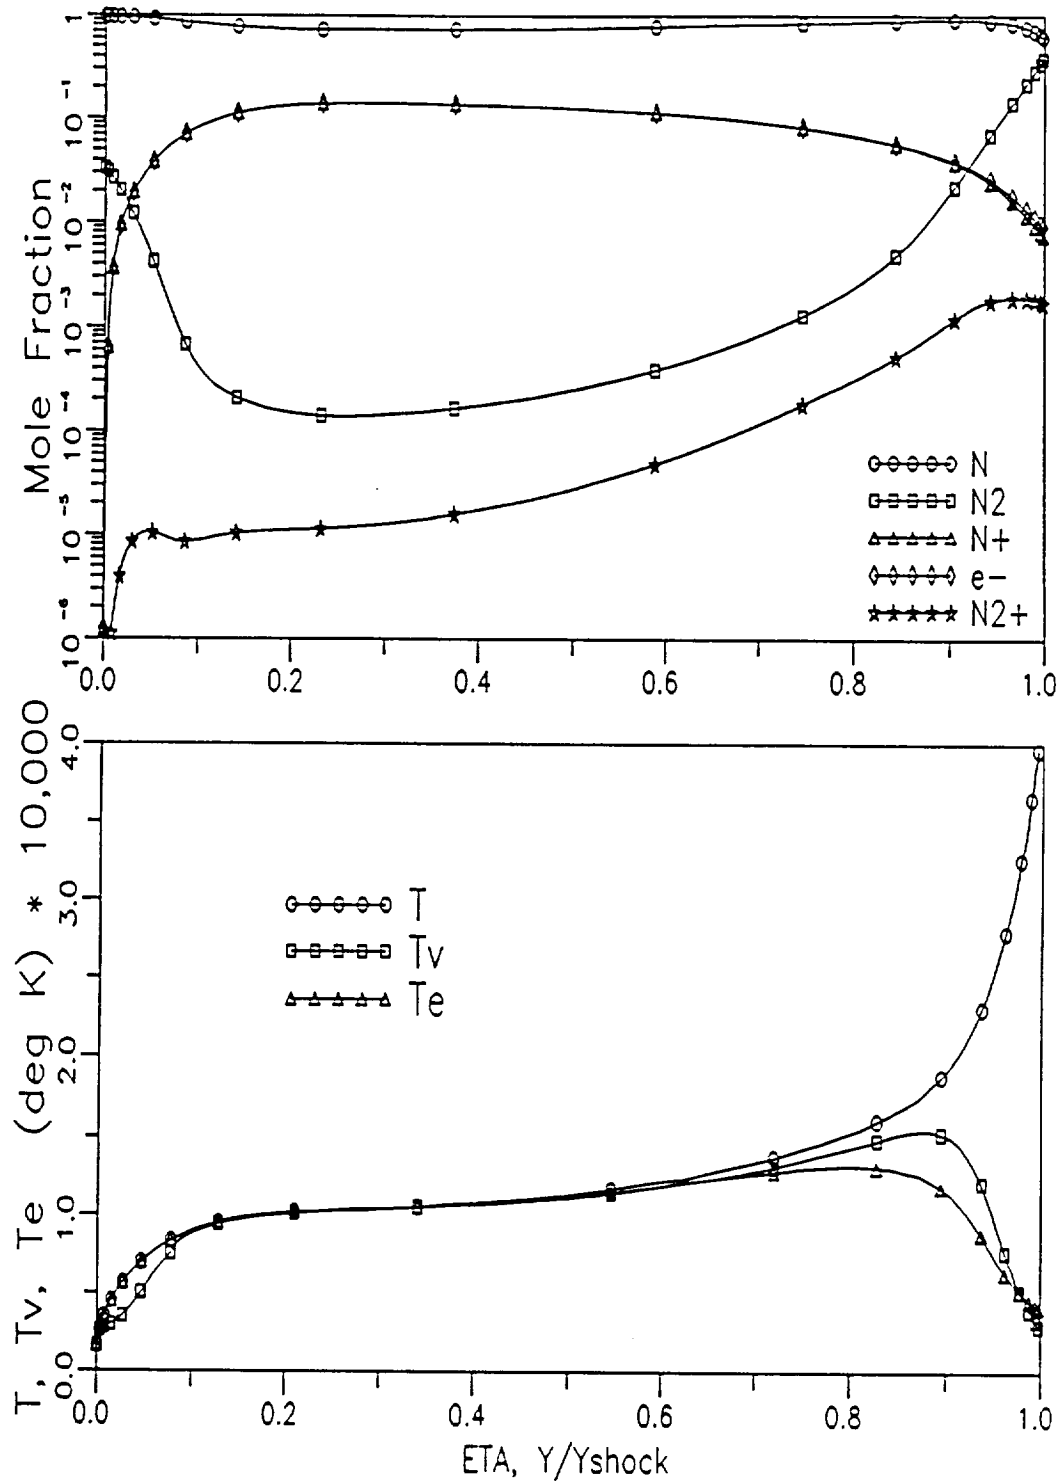 Mole Fraction
1
10⁻¹
10⁻²
10⁻³
10⁻⁴
10⁻⁵
10⁻⁶
N
N2
N+
e-
N2+
0.0 0.2 0.4 0.6 0.8 1.0
T, Tv, Te (deg K) * 10,000
4.0
3.0
2.0
1.0
0.0
T
Tv
Te
0.0 0.2 0.4 0.6 0.8 1.0
ETA, Y/Yshock